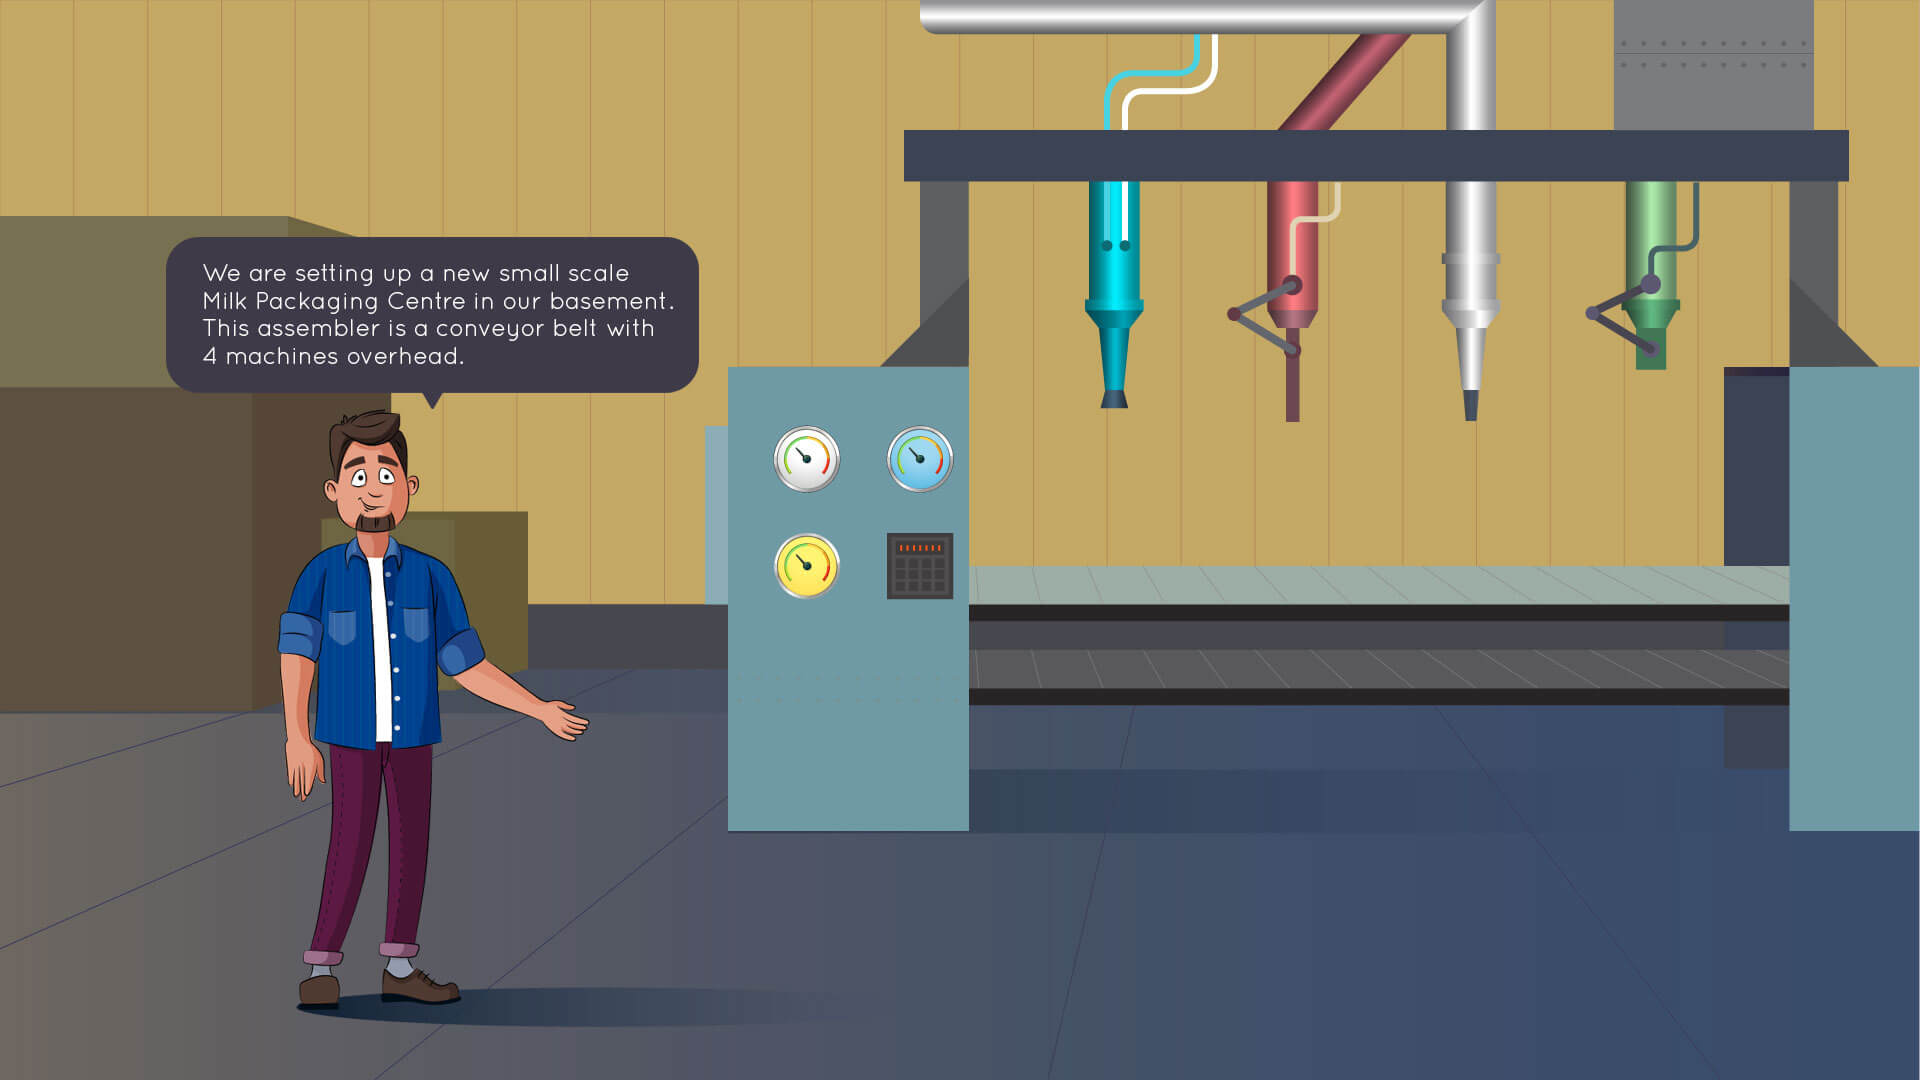 We are setting up a new small scale
Milk Packaging Centre in our basement.
This assembler is a conveyor belt with
4 machines overhead.